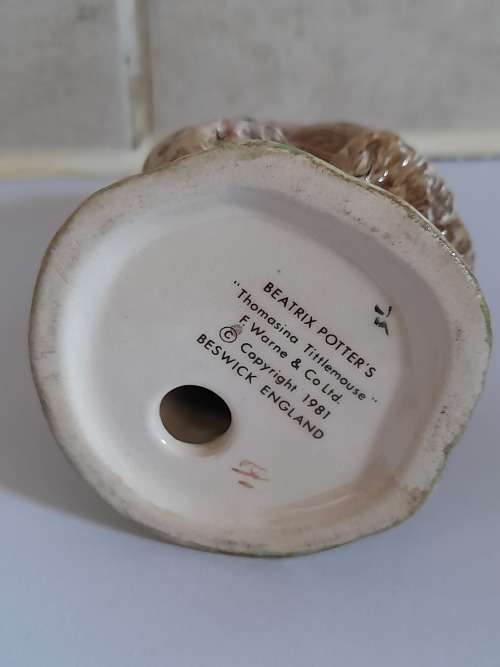 BEATRIX POTTER'S
"Thomasina Tittlemouse"
F. Warne & Co Ltd.
© Copyright 1981
BESWICK ENGLAND